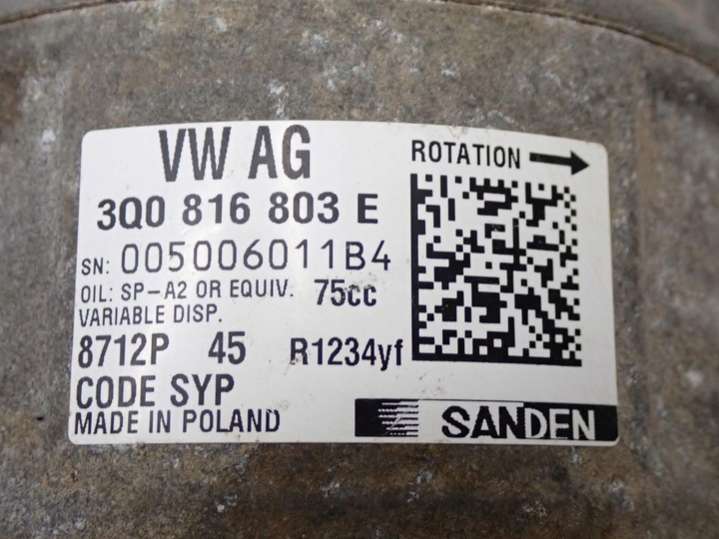 VW AG
ROTATION
3Q0 816 803 E
SN: 005006011B4
OIL: SP-A2 OR EQUIV. 75cc
VARIABLE DISP.
8712P 45 R1234yf
CODE SYP
MADE IN POLAND
SANDEN